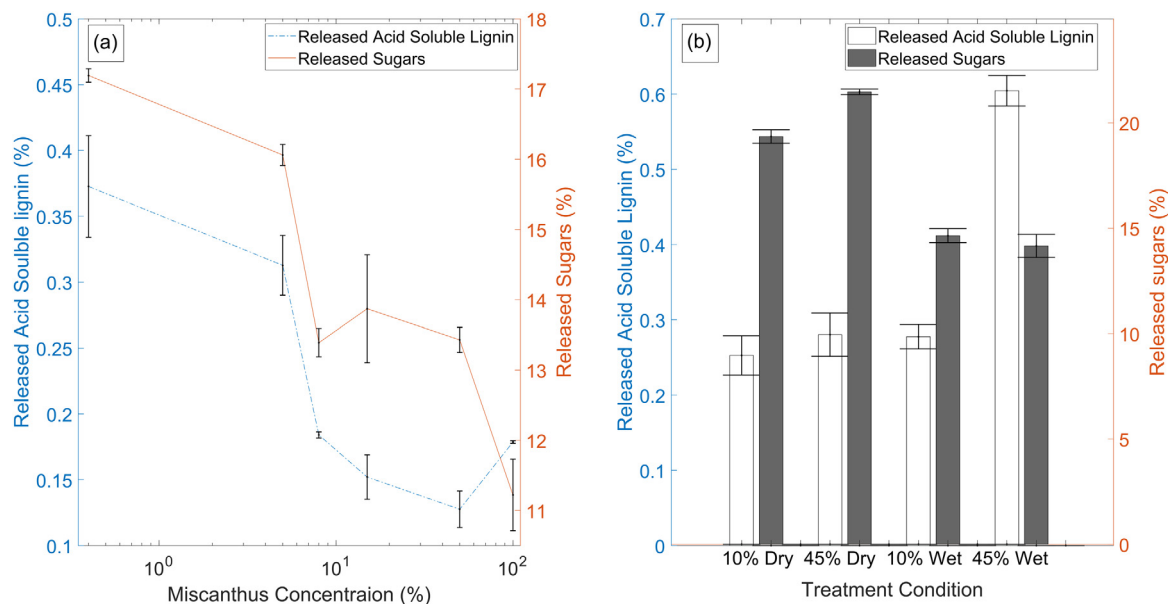 (a)
Released Acid Soluble Lignin
Released Sugars
0.5
0.45
0.4
0.35
0.3
0.25
0.2
0.15
0.1
Released Acid Soulble lignin (%)
18
17
16
15
14
13
12
11
Released Sugars (%)
10^0
10^1
10^2
Miscanthus Concentraion (%)
(b)
Released Acid Soluble Lignin
Released Sugars
0.7
0.6
0.5
0.4
0.3
0.2
0.1
0
Released Acid Soluble Lignin (%)
20
15
10
5
0
Released sugars (%)
10% Dry 45% Dry 10% Wet 45% Wet
Treatment Condition